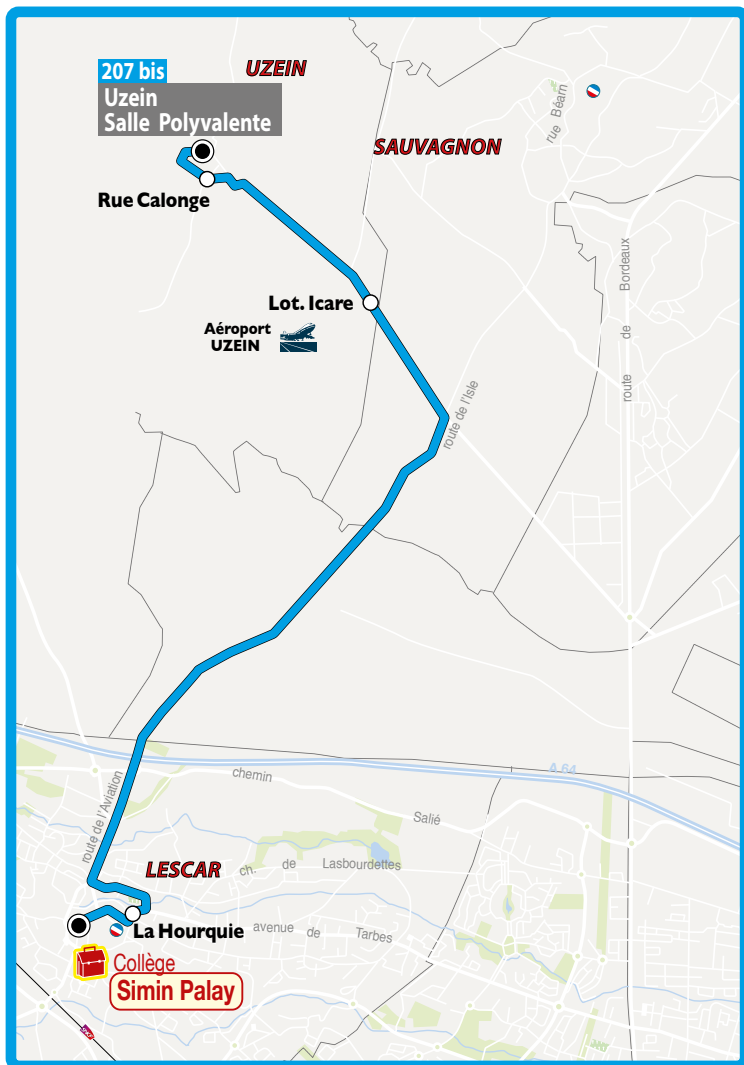 207 bis
UZEIN
Uzein
Salle Polyvalente
rue Béarn
SAUVAGNON
Rue Calonge
route de Bordeaux
Lot. Icare
Aéroport
UZEIN
route de l'Isle
A 64
chemin Salié
route de l'Aviation
LESCAR
ch. de Lasbourdettes
La Hourquie
avenue de Tarbes
Collège
Simin Palay